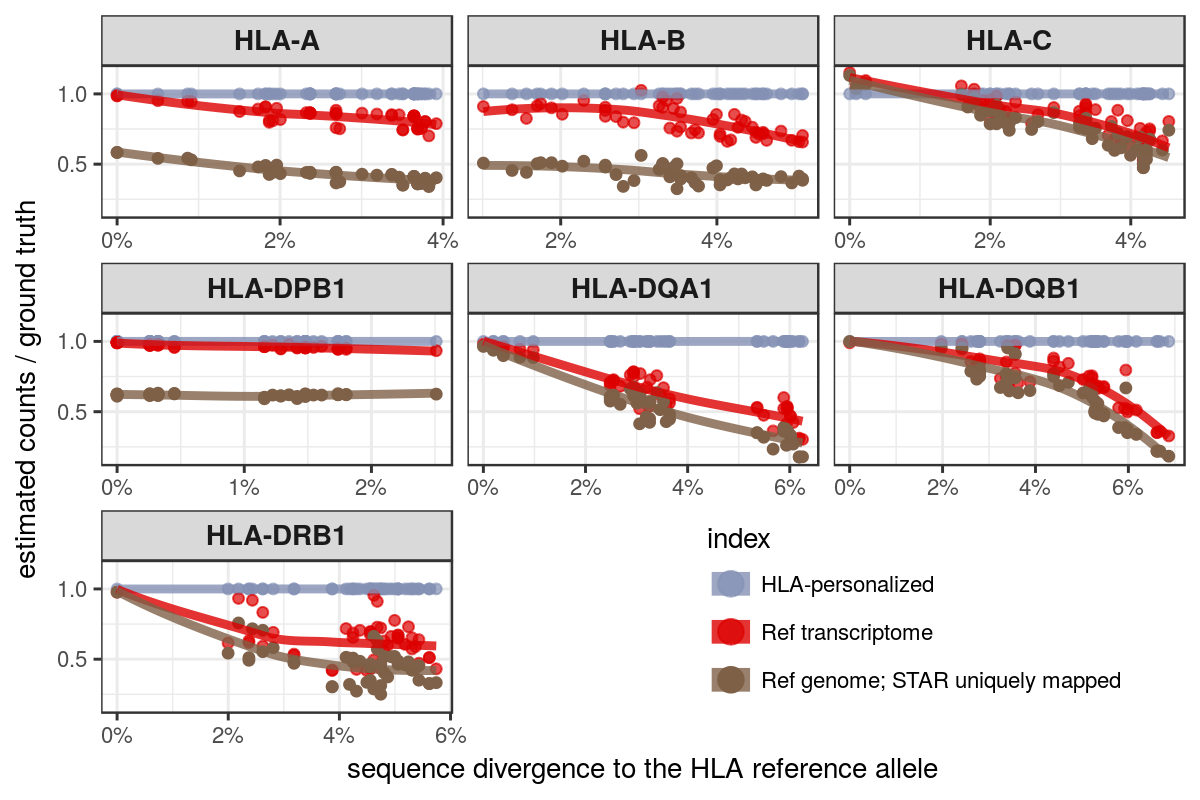 HLA-A
HLA-B
HLA-C
1.0
0.5
0% 2% 4%
2% 4%
0% 2% 4%
HLA-DPB1
HLA-DQA1
HLA-DQB1
1.0
0.5
0% 1% 2%
0% 2% 4% 6%
0% 2% 4% 6%
HLA-DRB1
1.0
0.5
0% 2% 4% 6%
index
HLA-personalized
Ref transcriptome
Ref genome; STAR uniquely mapped
estimated counts / ground truth
sequence divergence to the HLA reference allele